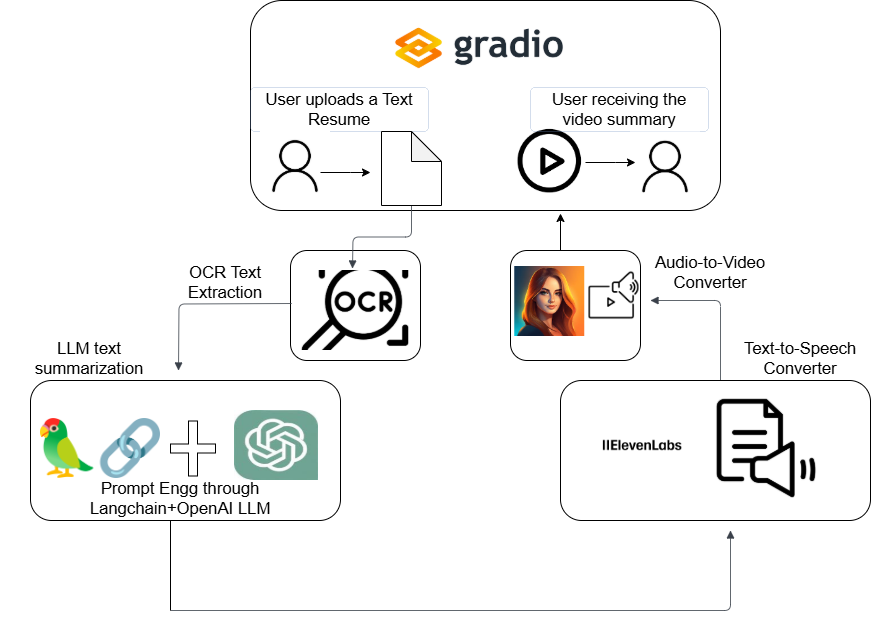 gradio
User uploads a Text
Resume
User receiving the
video summary
OCR Text
Extraction
OCR
Audio-to-Video
Converter
LLM text
summarization
Text-to-Speech
Converter
IIElevenLabs
Prompt Engg through
Langchain+OpenAI LLM